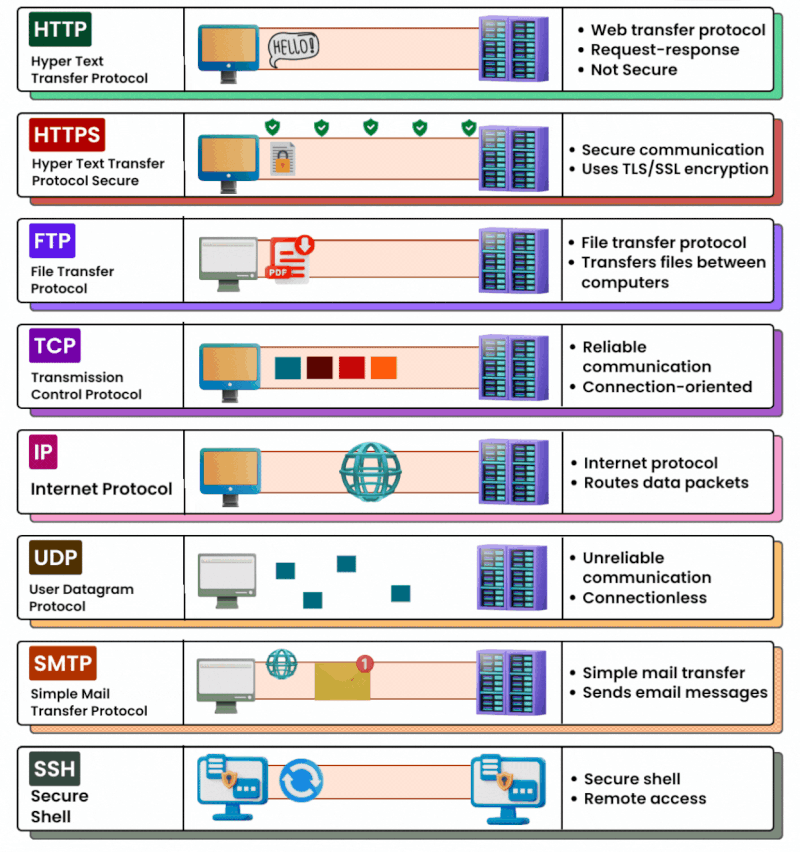 HTTP
Hyper Text
Transfer Protocol
HELLO!
• Web transfer protocol
• Request-response
• Not Secure
HTTPS
Hyper Text Transfer
Protocol Secure
• Secure communication
• Uses TLS/SSL encryption
FTP
File Transfer
Protocol
PDF
• File transfer protocol
• Transfers files between
computers
TCP
Transmission
Control Protocol
• Reliable
communication
• Connection-oriented
IP
Internet Protocol
• Internet protocol
• Routes data packets
UDP
User Datagram
Protocol
• Unreliable
communication
• Connectionless
SMTP
Simple Mail
Transfer Protocol
1
• Simple mail transfer
• Sends email messages
SSH
Secure
Shell
• Secure shell
• Remote access